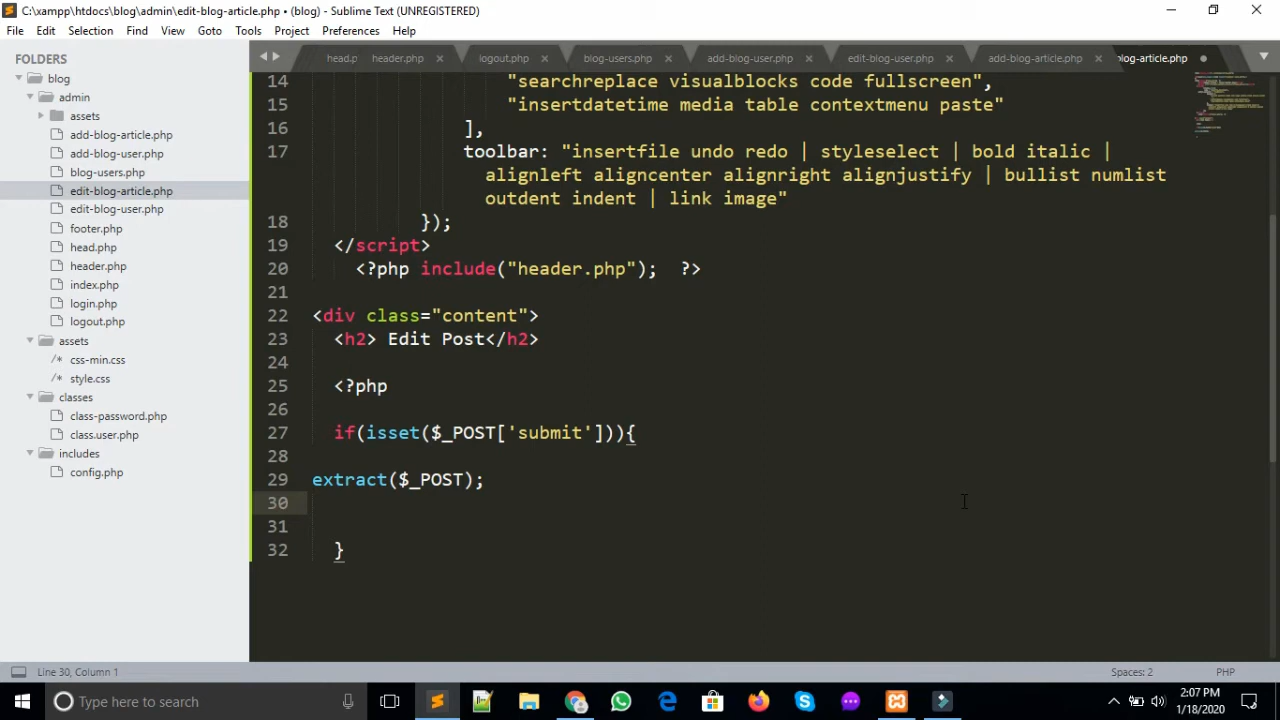 C:\xampp\htdocs\blog\admin\edit-blog-article.php • (blog) - Sublime Text (UNREGISTERED)
File Edit Selection Find View Goto Tools Project Preferences Help
FOLDERS
blog
admin
assets
add-blog-article.php
add-blog-user.php
blog-users.php
edit-blog-article.php
edit-blog-user.php
footer.php
head.php
header.php
index.php
login.php
logout.php
assets
/* css-min.css
/* style.css
classes
class-password.php
class.user.php
includes
config.php
head.p header.php × logout.php × blog-users.php × add-blog-user.php × edit-blog-user.php × add-blog-article.php × blog-article.php •
14 "searchreplace visualblocks code fullscreen",
15 "insertdatetime media table contextmenu paste"
16 ],
17 toolbar: "insertfile undo redo | styleselect | bold italic |
alignleft aligncenter alignright alignjustify | bullist numlist
outdent indent | link image"
18 });
19 </script>
20 <?php include("header.php");  ?>
21
22 <div class="content">
23 <h2> Edit Post</h2>
24
25 <?php
26
27 if(isset($_POST['submit'])){
28
29 extract($_POST);
30
31
32 }
Line 30, Column 1 Spaces: 2 PHP
Type here to search
2:07 PM
1/18/2020